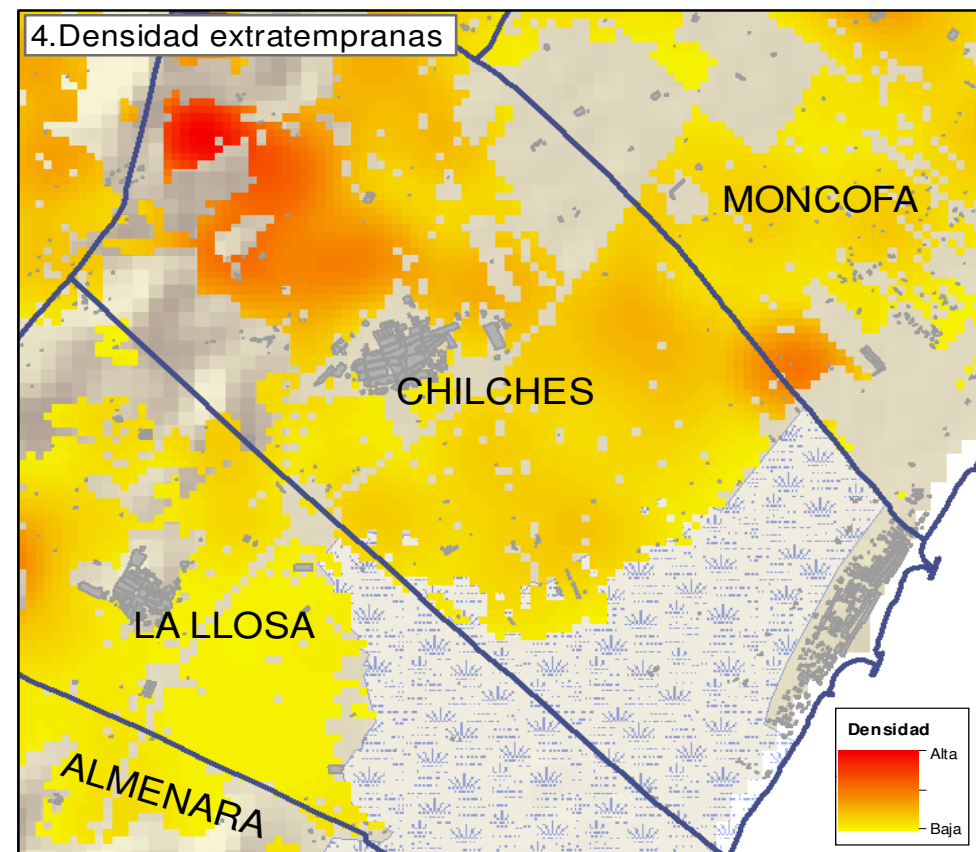 4.Densidad extratempranas
MONCOFA
CHILCHES
LA LLOSA
ALMENARA
Densidad
Alta
Baja